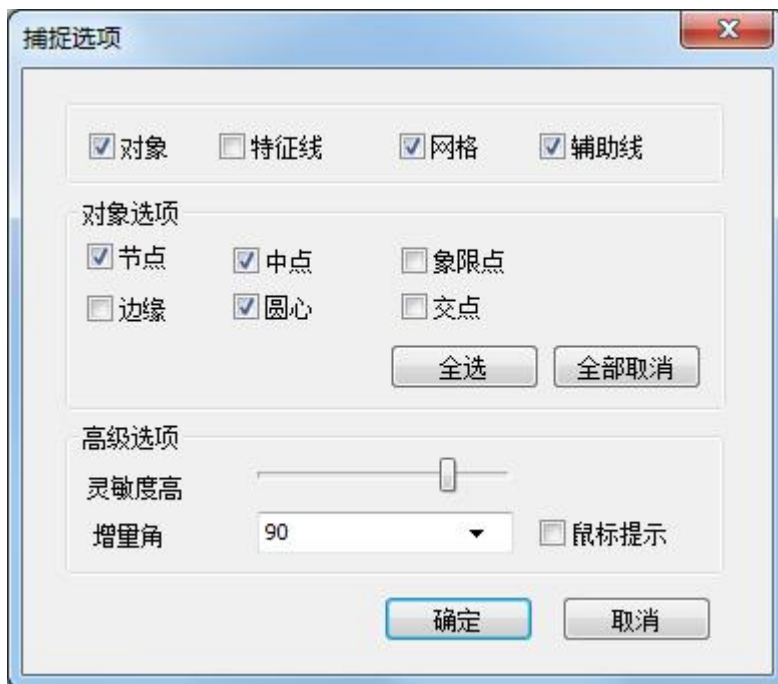 捕捉选项
对象 特征线 网格 辅助线
对象选项
节点 中点 象限点
边缘 圆心 交点
全选 全部取消
高级选项
灵敏度高
增量角 90 鼠标提示
确定 取消